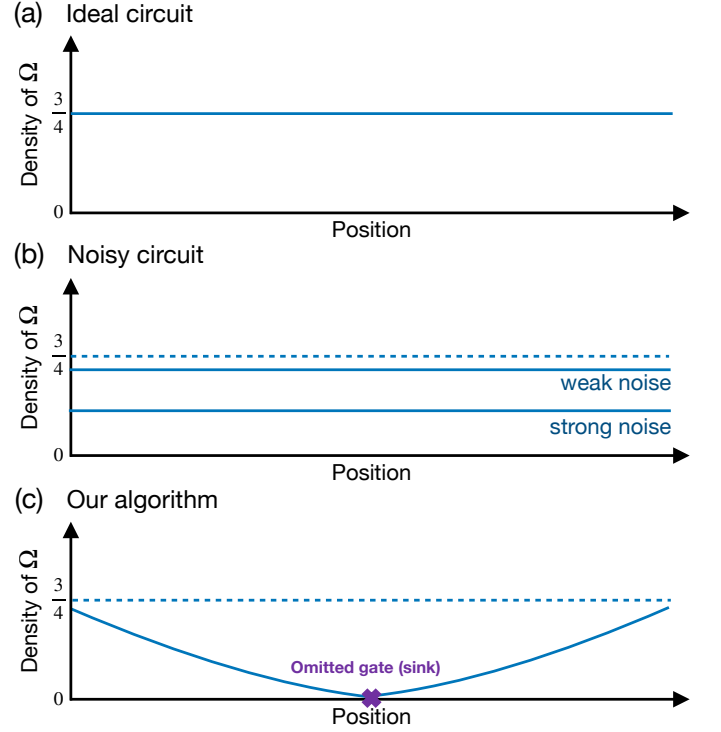 (a) Ideal circuit
Density of Ω
3
4
0
Position
(b) Noisy circuit
Density of Ω
3
4
weak noise
strong noise
0
Position
(c) Our algorithm
Density of Ω
3
4
Omitted gate (sink)
0
Position